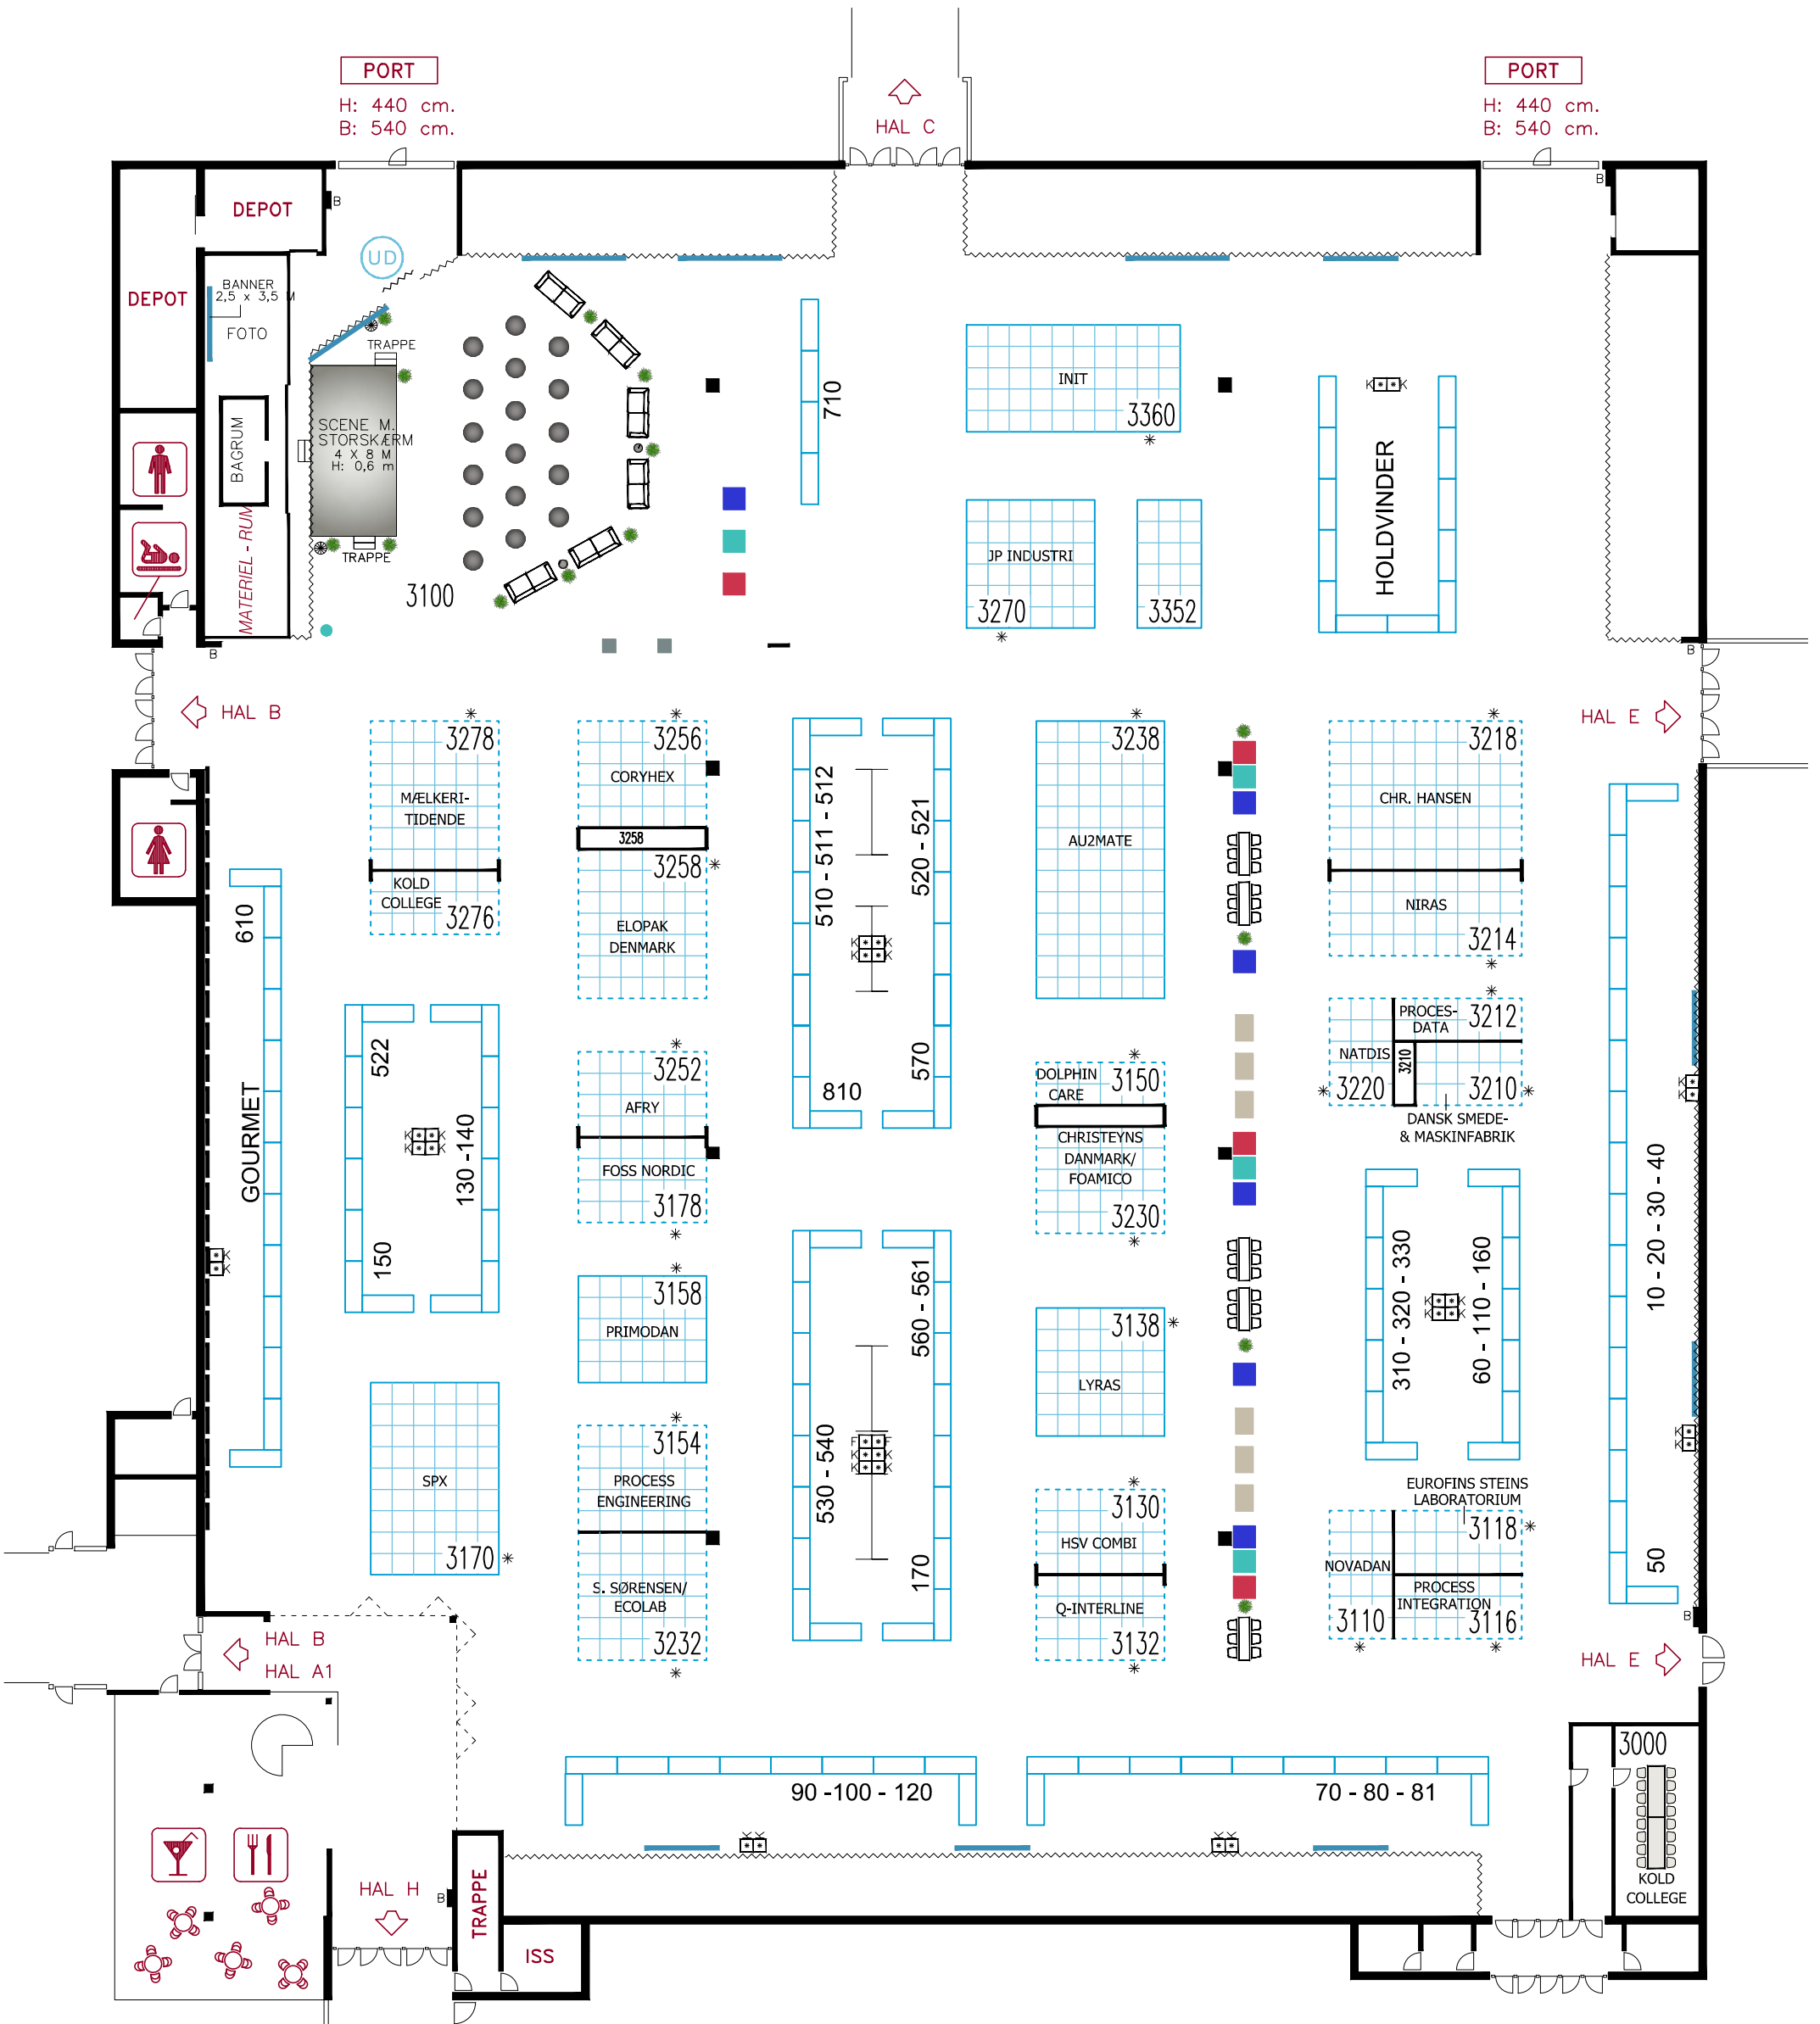 PORT
H: 440 cm.
B: 540 cm.
HAL C
PORT
H: 440 cm.
B: 540 cm.
DEPOT
B
B
UD
DEPOT
BANNER
2,5 x 3,5 M
FOTO
TRAPPE
SCENE M.
STORSKÆRM
4 X 8 M
H: 0,6 m
BAGRUM
MATERIEL - RUM
TRAPPE
3100
710
INIT
3360
K K
HOLDVINDER
JP INDUSTRI
3270
3352
B
B
HAL B
HAL E
3278
MÆLKERI-
TIDENDE
KOLD
COLLEGE
3276
3256
CORYHEX
3258
3258
ELOPAK
DENMARK
510 - 511 - 512
520 - 521
K K
K K
810
570
3238
AU2MATE
3218
CHR. HANSEN
NIRAS
3214
PROCES-
DATA
3212
NATDIS
3220
3210
3210
DANSK SMEDE-
& MASKINFABRIK
610
GOURMET
K
K
522
130 -140
150
K K
K K
3252
AFRY
FOSS NORDIC
3178
DOLPHIN
CARE
3150
CHRISTEYNS
DANMARK/
FOAMICO
3230
K
K
10 - 20 - 30 - 40
50
K
K
310 - 320 - 330
60 - 110 - 160
K K
K K
3158
PRIMODAN
560 - 561
530 - 540
170
F F
K K
K K
3138
LYRAS
SPX
3170
3154
PROCESS
ENGINEERING
S. SØRENSEN/
ECOLAB
3232
3130
HSV COMBI
Q-INTERLINE
3132
EUROFINS STEINS
LABORATORIUM
3118
NOVADAN
3110
PROCESS
INTEGRATION
3116
B
HAL B
HAL A1
HAL E
90 -100 - 120
70 - 80 - 81
K K
K K
3000
KOLD
COLLEGE
HAL H
B
TRAPPE
ISS